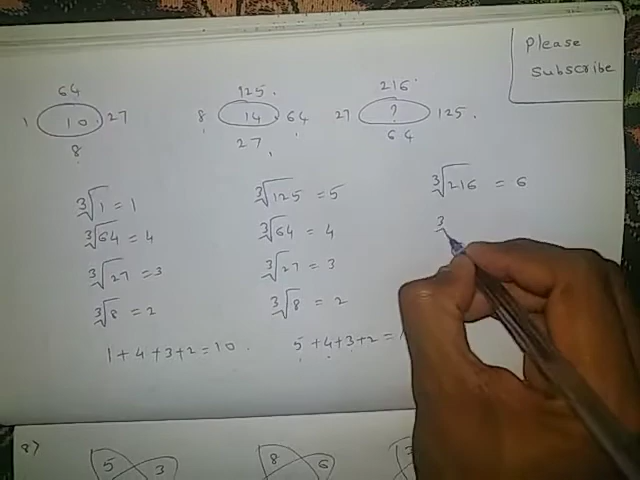 Please
Subscribe
64
1 10 27
8
125
8 14 64
27
216
27 ? 125
64
∛1 = 1
∛64 = 4
∛27 = 3
∛8 = 2
1+4+3+2=10
∛125 = 5
∛64 = 4
∛27 = 3
∛8 = 2
5+4+3+2=
∛216 = 6
3√
8)
5 3
8 6